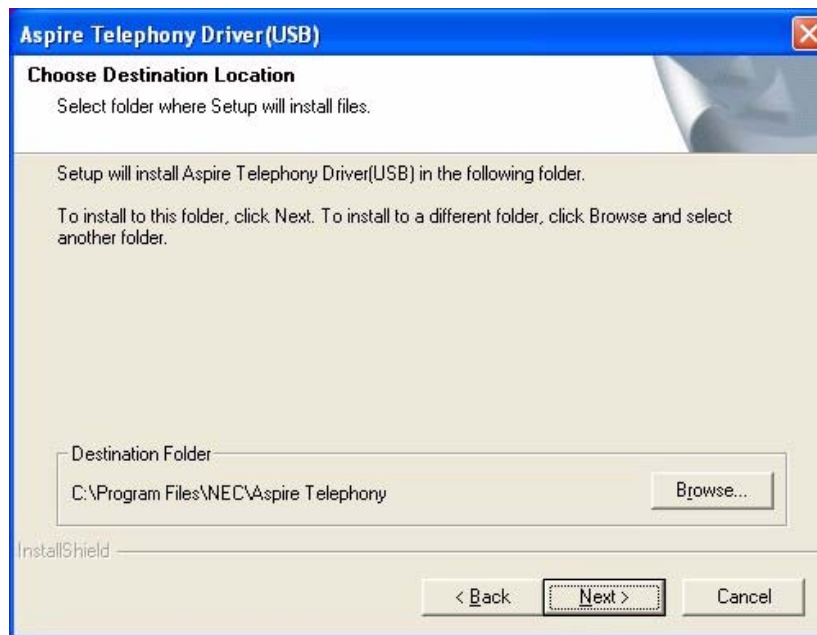 Aspire Telephony Driver(USB)
Choose Destination Location
Select folder where Setup will install files.
Setup will install Aspire Telephony Driver(USB) in the following folder.
To install to this folder, click Next. To install to a different folder, click Browse and select
another folder.
Destination Folder
C:\Program Files\NEC\Aspire Telephony
Browse...
InstallShield
< Back
Next >
Cancel